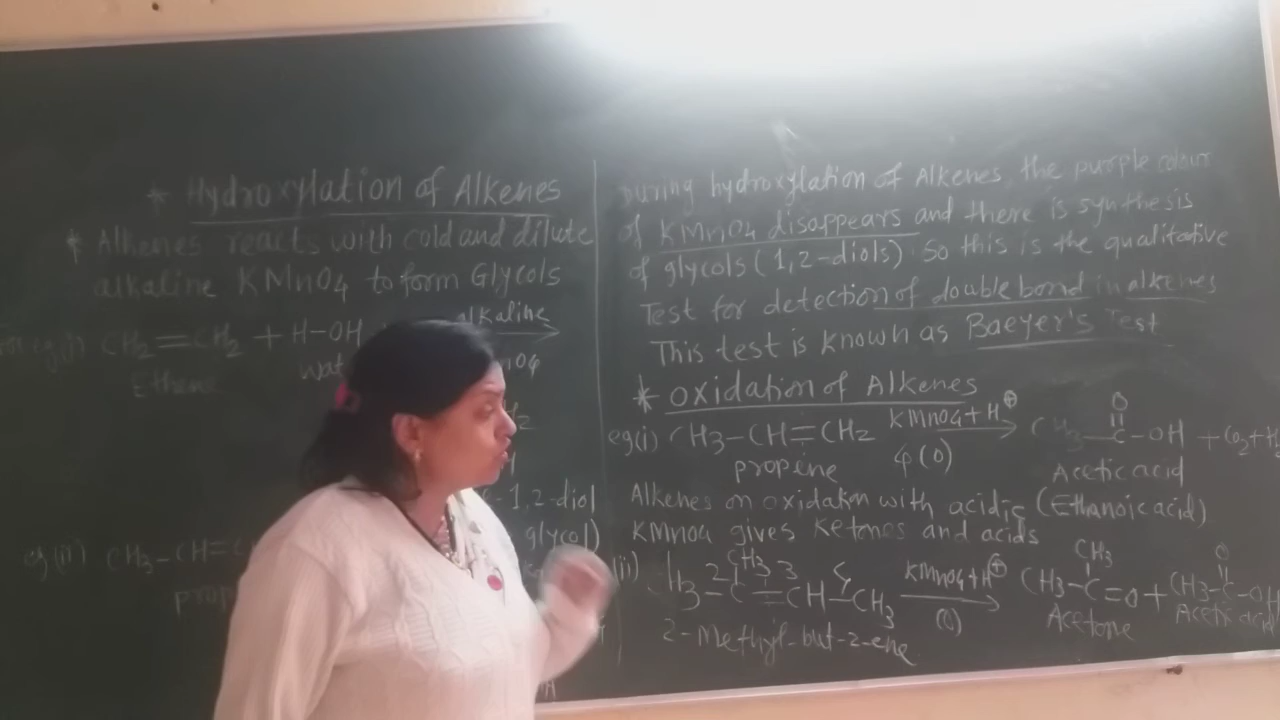 * Hydroxylation of Alkenes
* Alkenes reacts with cold and dilute
alkaline KMnO4 to form Glycols
eg (i) CH2=CH2 + H-OH alkaline
Ethene
1,2-diol
glycol)
eg (ii) CH3-CH=C
During hydroxylation of Alkenes, the purple colour
of KMnO4 disappears and there is synthesis
of glycols (1,2-diols). So this is the qualitative
Test for detection of double bond in alkenes
This test is known as Baeyer's Test
* Oxidation of Alkenes
O
eg (i) CH3-CH=CH2 KMnO4+H⊕ CH3-C-OH +CO2+H
propene 4(O) Acetic acid
Alkenes on oxidation with acidic (Ethanoic acid)
KMnO4 gives Ketones and acids
CH3 CH3 O
(ii) CH3-C=CH-CH3 KMnO4+H⊕ CH3-C=O + CH3-C-OH
2 3 4 (O) Acetone Acetic acid
2-Methyl-but-2-ene